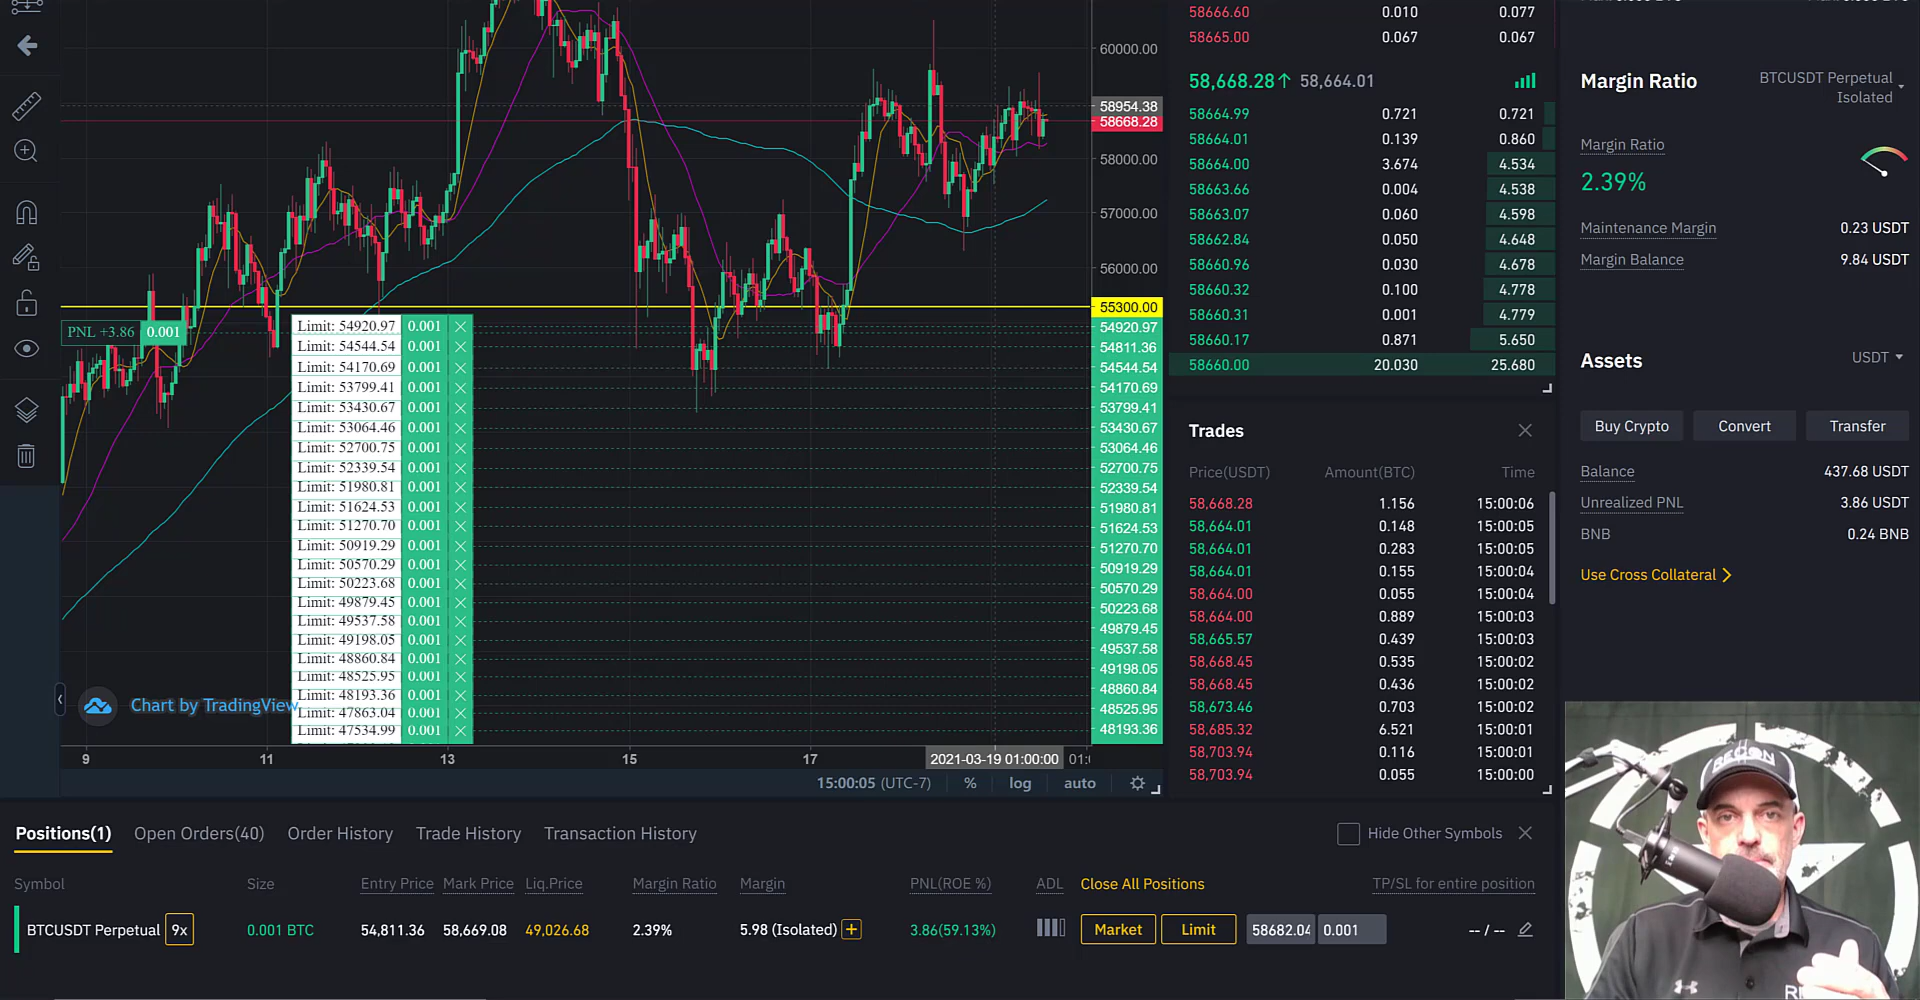 58666.60 0.010 0.077
58665.00 0.067 0.067
58,668.28↑ 58,664.01
58664.99 0.721 0.721
58664.01 0.139 0.860
58664.00 3.674 4.534
58663.66 0.004 4.538
58663.07 0.060 4.598
58662.84 0.050 4.648
58660.96 0.030 4.678
58660.32 0.100 4.778
58660.31 0.001 4.779
58660.17 0.871 5.650
58660.00 20.030 25.680
60000.00
58954.38
58668.28
58000.00
57000.00
56000.00
55300.00
54920.97
54811.36
54544.54
54170.69
53799.41
53430.67
53064.46
52700.75
52339.54
51980.81
51624.53
51270.70
50919.29
50570.29
50223.68
49879.45
49537.58
49198.05
48860.84
48525.95
48193.36
PNL +3.86 0.001
Limit: 54920.97 0.001
Limit: 54544.54 0.001
Limit: 54170.69 0.001
Limit: 53799.41 0.001
Limit: 53430.67 0.001
Limit: 53064.46 0.001
Limit: 52700.75 0.001
Limit: 52339.54 0.001
Limit: 51980.81 0.001
Limit: 51624.53 0.001
Limit: 51270.70 0.001
Limit: 50919.29 0.001
Limit: 50570.29 0.001
Limit: 50223.68 0.001
Limit: 49879.45 0.001
Limit: 49537.58 0.001
Limit: 49198.05 0.001
Limit: 48860.84 0.001
Limit: 48525.95 0.001
Limit: 48193.36 0.001
Limit: 47863.04 0.001
Limit: 47534.99 0.001
Chart by TradingView
9 11 13 15 17 2021-03-19 01:00:00 01:
15:00:05 (UTC-7) % log auto
Trades
Price(USDT) Amount(BTC) Time
58,668.28 1.156 15:00:06
58,664.01 0.148 15:00:05
58,664.01 0.283 15:00:05
58,664.01 0.155 15:00:04
58,664.00 0.055 15:00:04
58,664.00 0.889 15:00:03
58,665.57 0.439 15:00:03
58,668.45 0.535 15:00:02
58,668.45 0.436 15:00:02
58,673.46 0.703 15:00:02
58,685.32 6.521 15:00:01
58,703.94 0.116 15:00:01
58,703.94 0.055 15:00:00
Margin Ratio BTCUSDT Perpetual
Isolated
Margin Ratio
2.39%
Maintenance Margin 0.23 USDT
Margin Balance 9.84 USDT
Assets USDT
Buy Crypto Convert Transfer
Balance 437.68 USDT
Unrealized PNL 3.86 USDT
BNB 0.24 BNB
Use Cross Collateral
Positions(1) Open Orders(40) Order History Trade History Transaction History Hide Other Symbols
Symbol Size Entry Price Mark Price Liq.Price Margin Ratio Margin PNL(ROE %) ADL Close All Positions TP/SL for entire position
BTCUSDT Perpetual 9x 0.001 BTC 54,811.36 58,669.08 49,026.68 2.39% 5.98 (Isolated) 3.86(59.13%) Market Limit 58682.04 0.001 -- / --